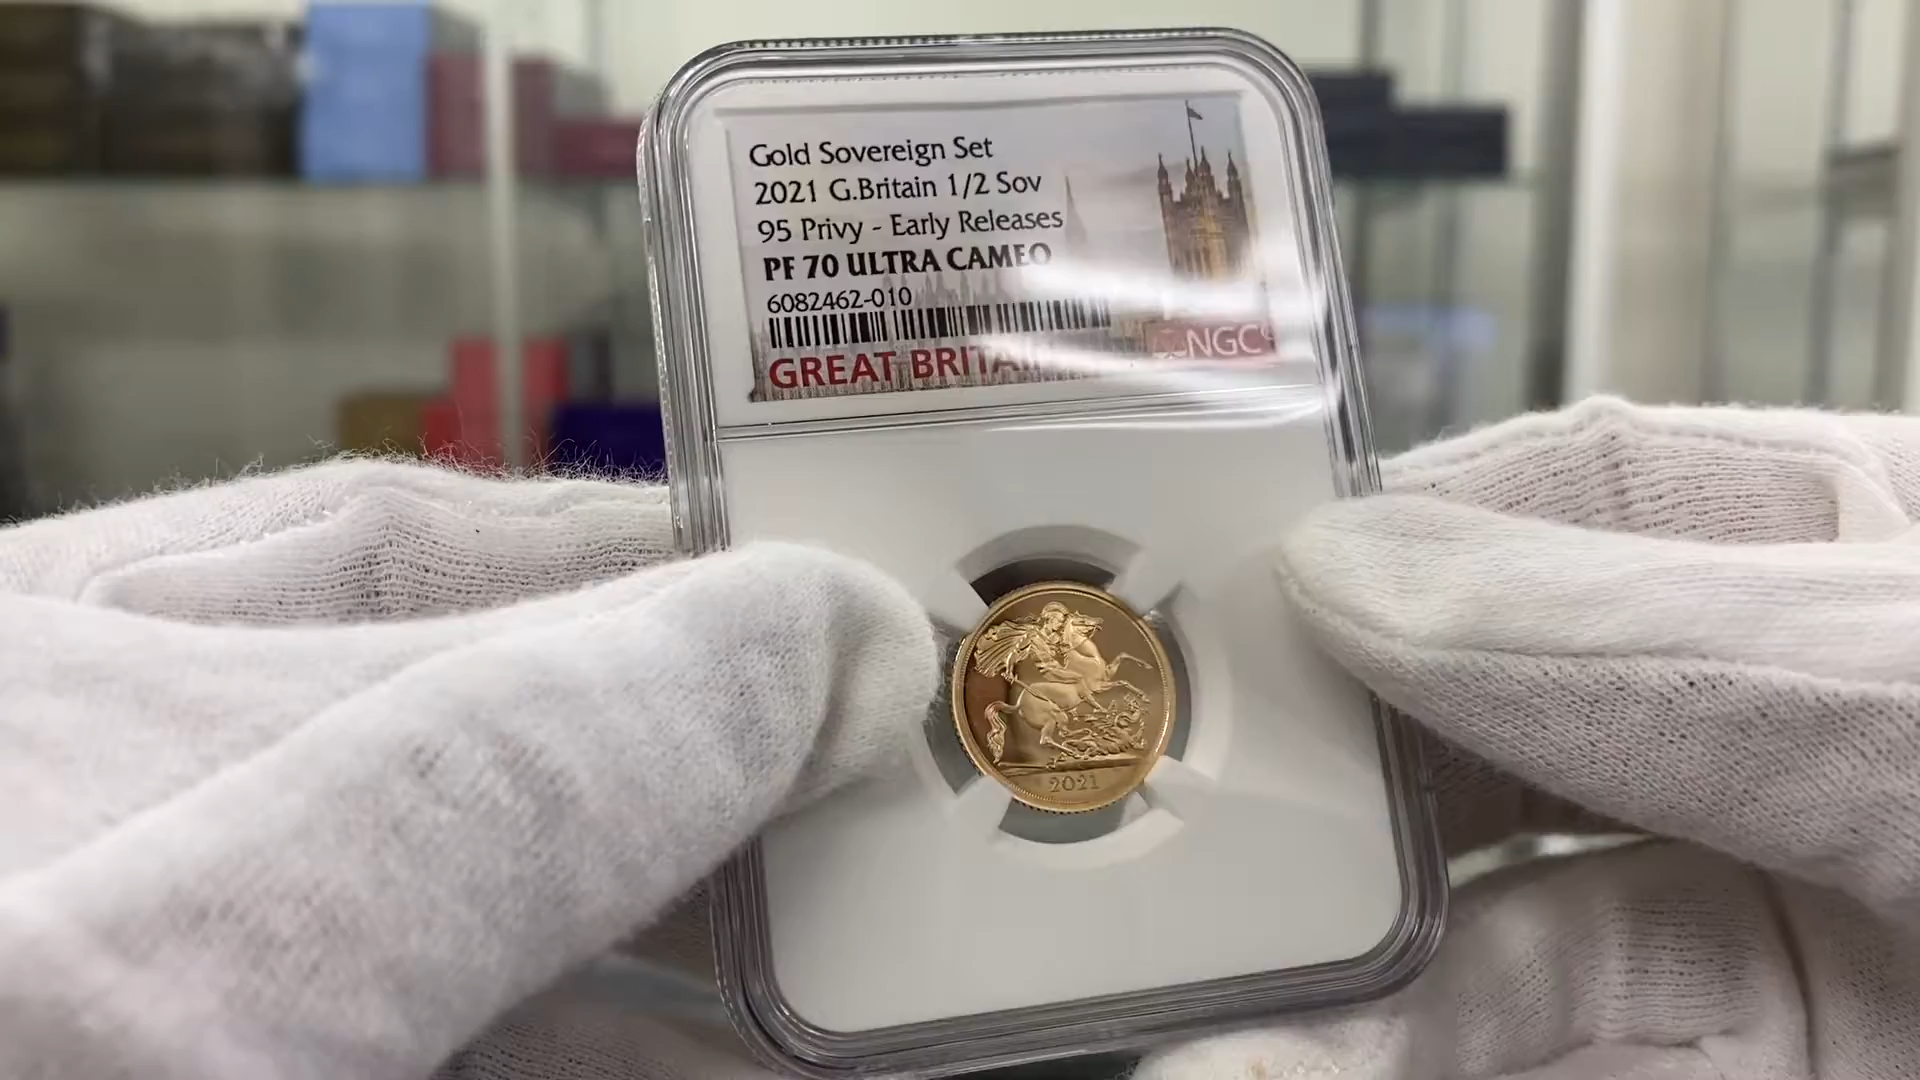 Gold Sovereign Set
2021 G.Britain 1/2 Sov
95 Privy - Early Releases
PF 70 ULTRA CAMEO
6082462-010
GREAT BRITAIN
NGC
2021